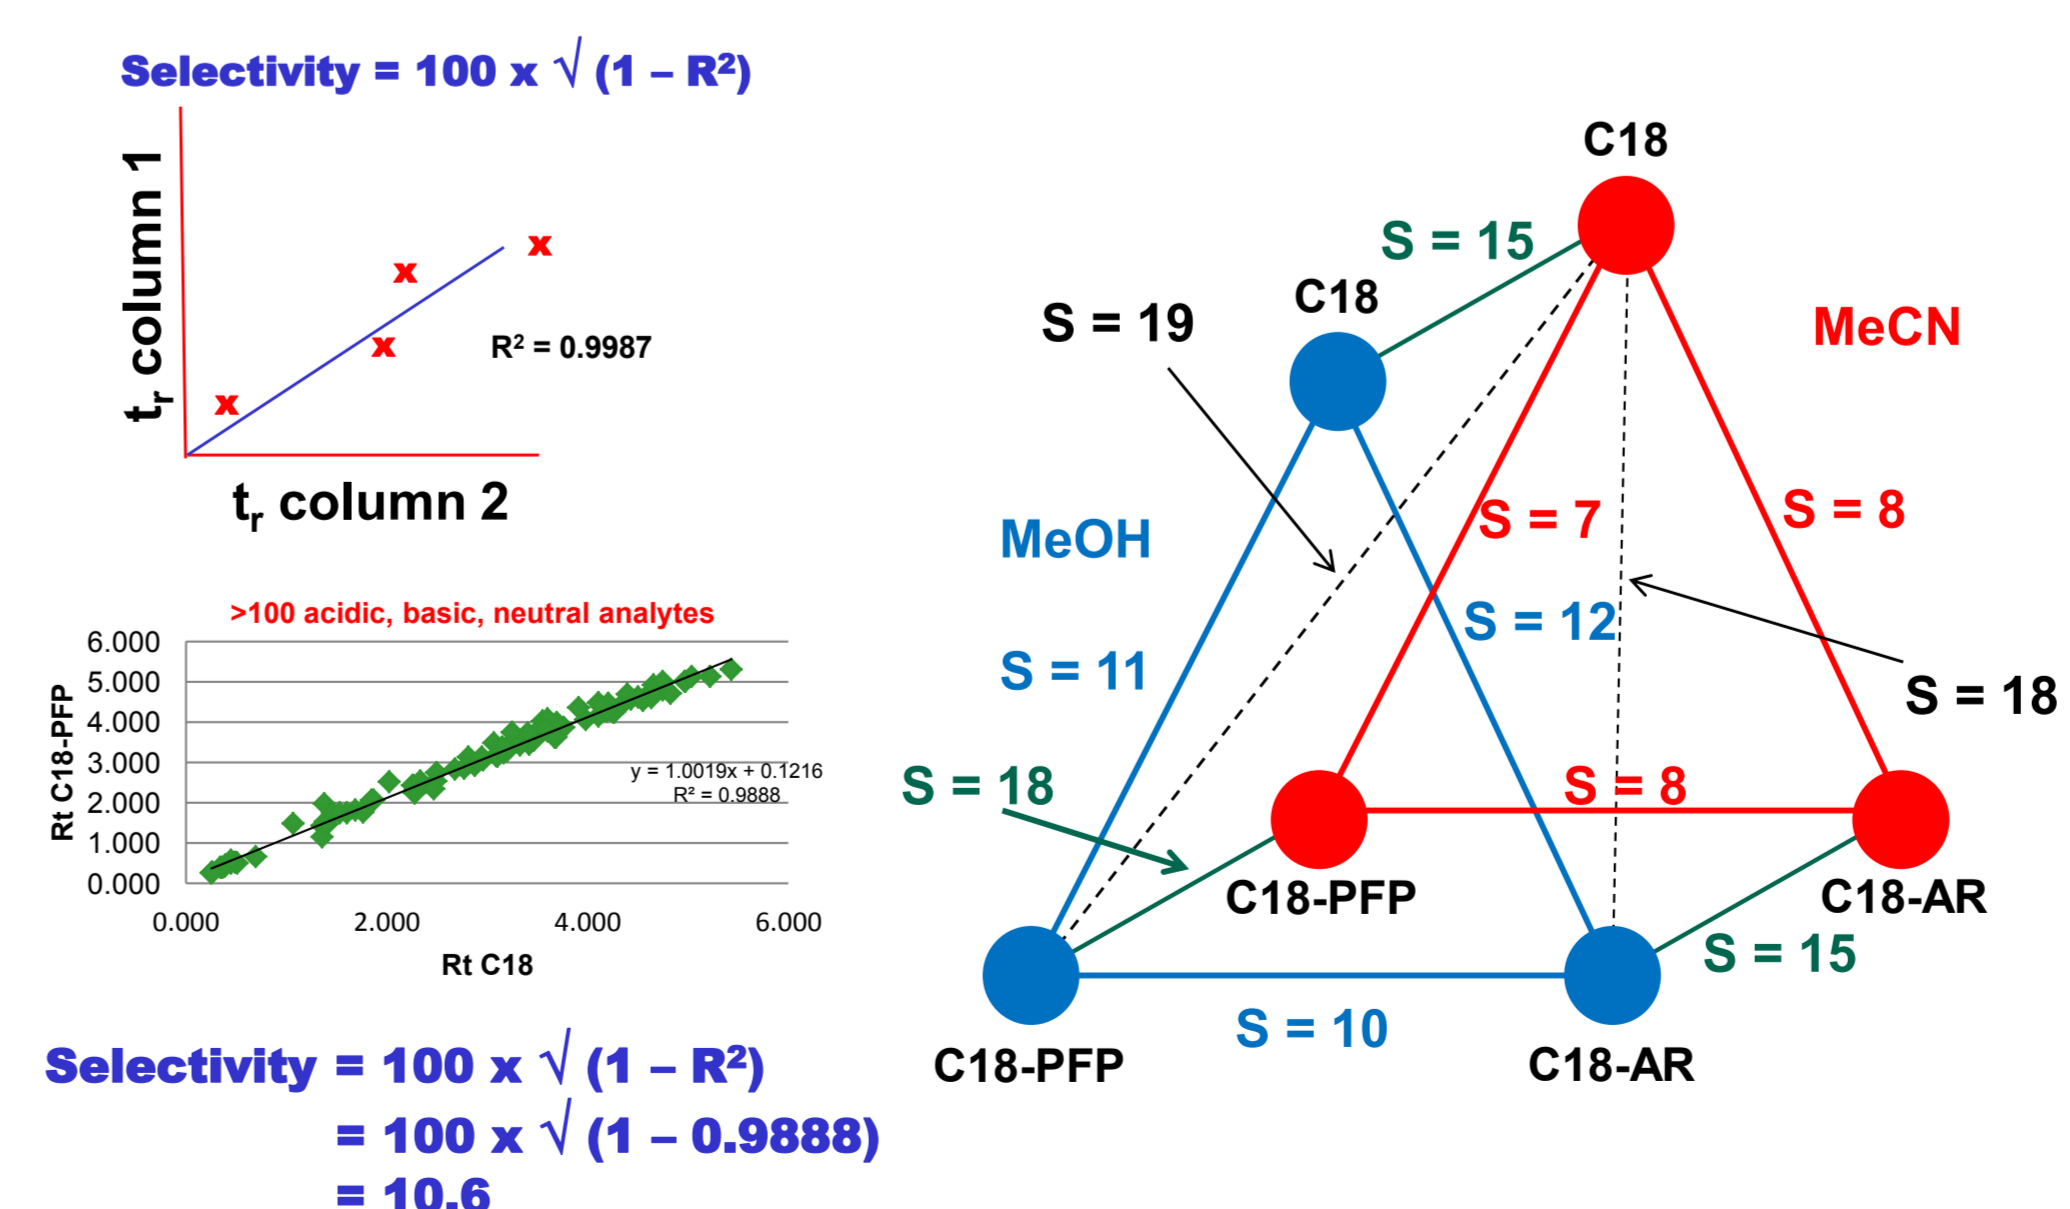 Selectivity = 100 x √ (1 – R²)
tr column 1
x
x
x
x
R² = 0.9987
tr column 2
>100 acidic, basic, neutral analytes
Rt C18-PFP
6.000
5.000
4.000
3.000
2.000
1.000
0.000
y = 1.0019x + 0.1216
R² = 0.9888
0.000 2.000 4.000 6.000
Rt C18
Selectivity = 100 x √ (1 – R²)
= 100 x √ (1 – 0.9888)
= 10.6
C18
S = 15
C18
S = 19
MeCN
MeOH
S = 7
S = 8
S = 12
S = 11
S = 18
S = 18
S = 8
C18-PFP
C18-AR
S = 15
S = 10
C18-PFP
C18-AR